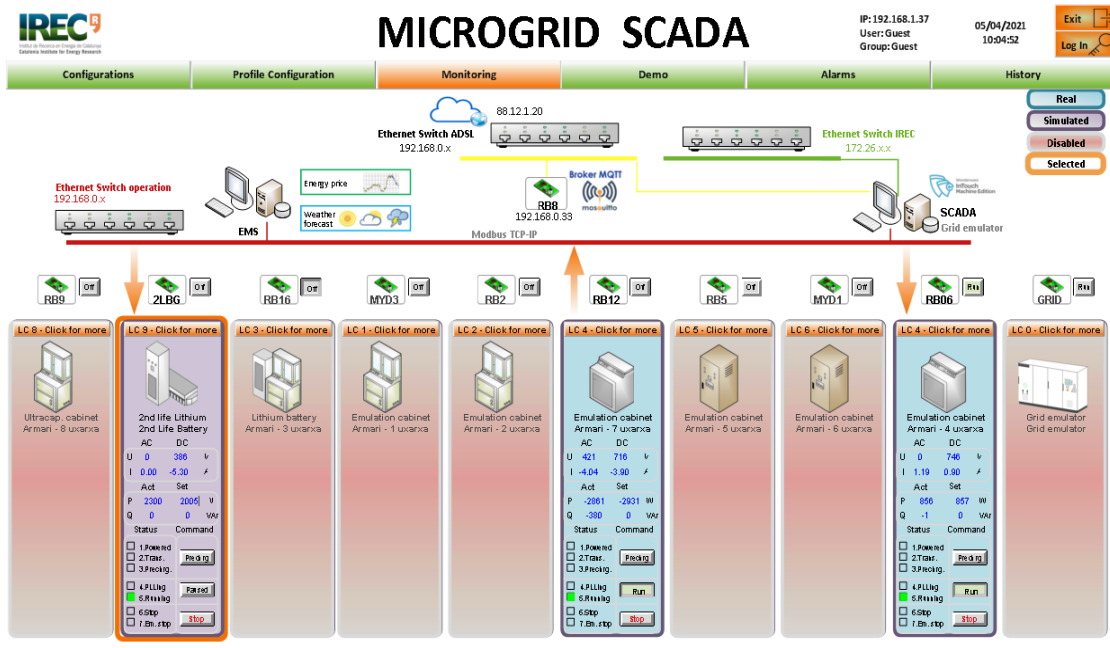 IREC
Institut de Recerca en Energia de Catalunya
Catalonia Institute for Energy Research
MICROGRID SCADA
IP: 192.168.1.37
User: Guest
Group: Guest
05/04/2021
10:04:52
Exit
Log In
Configurations
Profile Configuration
Monitoring
Demo
Alarms
History
Real
Simulated
Disabled
Selected
88.12.1.20
Ethernet Switch ADSL
192.168.0.x
Ethernet Switch IREC
172.26.x.x
Broker MQTT
mosquitto
RB8
192.168.0.33
Ethernet Switch operation
192.168.0.x
Energy price
Weather
forecast
EMS
InTouch
Machine Edition
SCADA
Grid emulator
Modbus TCP-IP
RB9 Off
2LBG Off
RB16 Off
MYD3 Off
RB2 Off
RB12 Off
RB5 Off
MYD1 Off
RB06 Run
GRID Run
LC 8 - Click for more
Ultracap. cabinet
Armari - 8 uxarxa
LC 9 - Click for more
2nd life Lithium
2nd Life Battery
AC DC
U 0 386 V
I 0.00 -5.30
Act Set
P 2300 2005
Q 0 0 VAr
Status Command
1.Powered
2.Trans.
3.Precirg.
Precirg
4.PLLing
5.Running
Paused
6.Stop
7.Em. stop
Stop
LC 3 - Click for more
Lithium battery
Armari - 3 uxarxa
LC 1 - Click for more
Emulation cabinet
Armari - 1 uxarxa
LC 2 - Click for more
Emulation cabinet
Armari - 2 uxarxa
LC 4 - Click for more
Emulation cabinet
Armari - 7 uxarxa
AC DC
U 421 716 V
I -4.04 -3.90
Act Set
P -2861 -2931 W
Q -380 0 VAr
Status Command
1.Powered
2.Trans.
3.Precirg.
Precirg
4.PLLing
5.Running
Run
6.Stop
7.Em. stop
Stop
LC 5 - Click for more
Emulation cabinet
Armari - 5 uxarxa
LC 6 - Click for more
Emulation cabinet
Armari - 6 uxarxa
LC 4 - Click for more
Emulation cabinet
Armari - 4 uxarxa
AC DC
U 0 746 V
I 1.19 0.90
Act Set
P 856 857 W
Q -1 0 VAr
Status Command
1.Powered
2.Trans.
3.Precirg.
Precirg
4.PLLing
5.Running
Run
6.Stop
7.Em. stop
Stop
LC 0 - Click for more
Grid emulator
Grid emulator